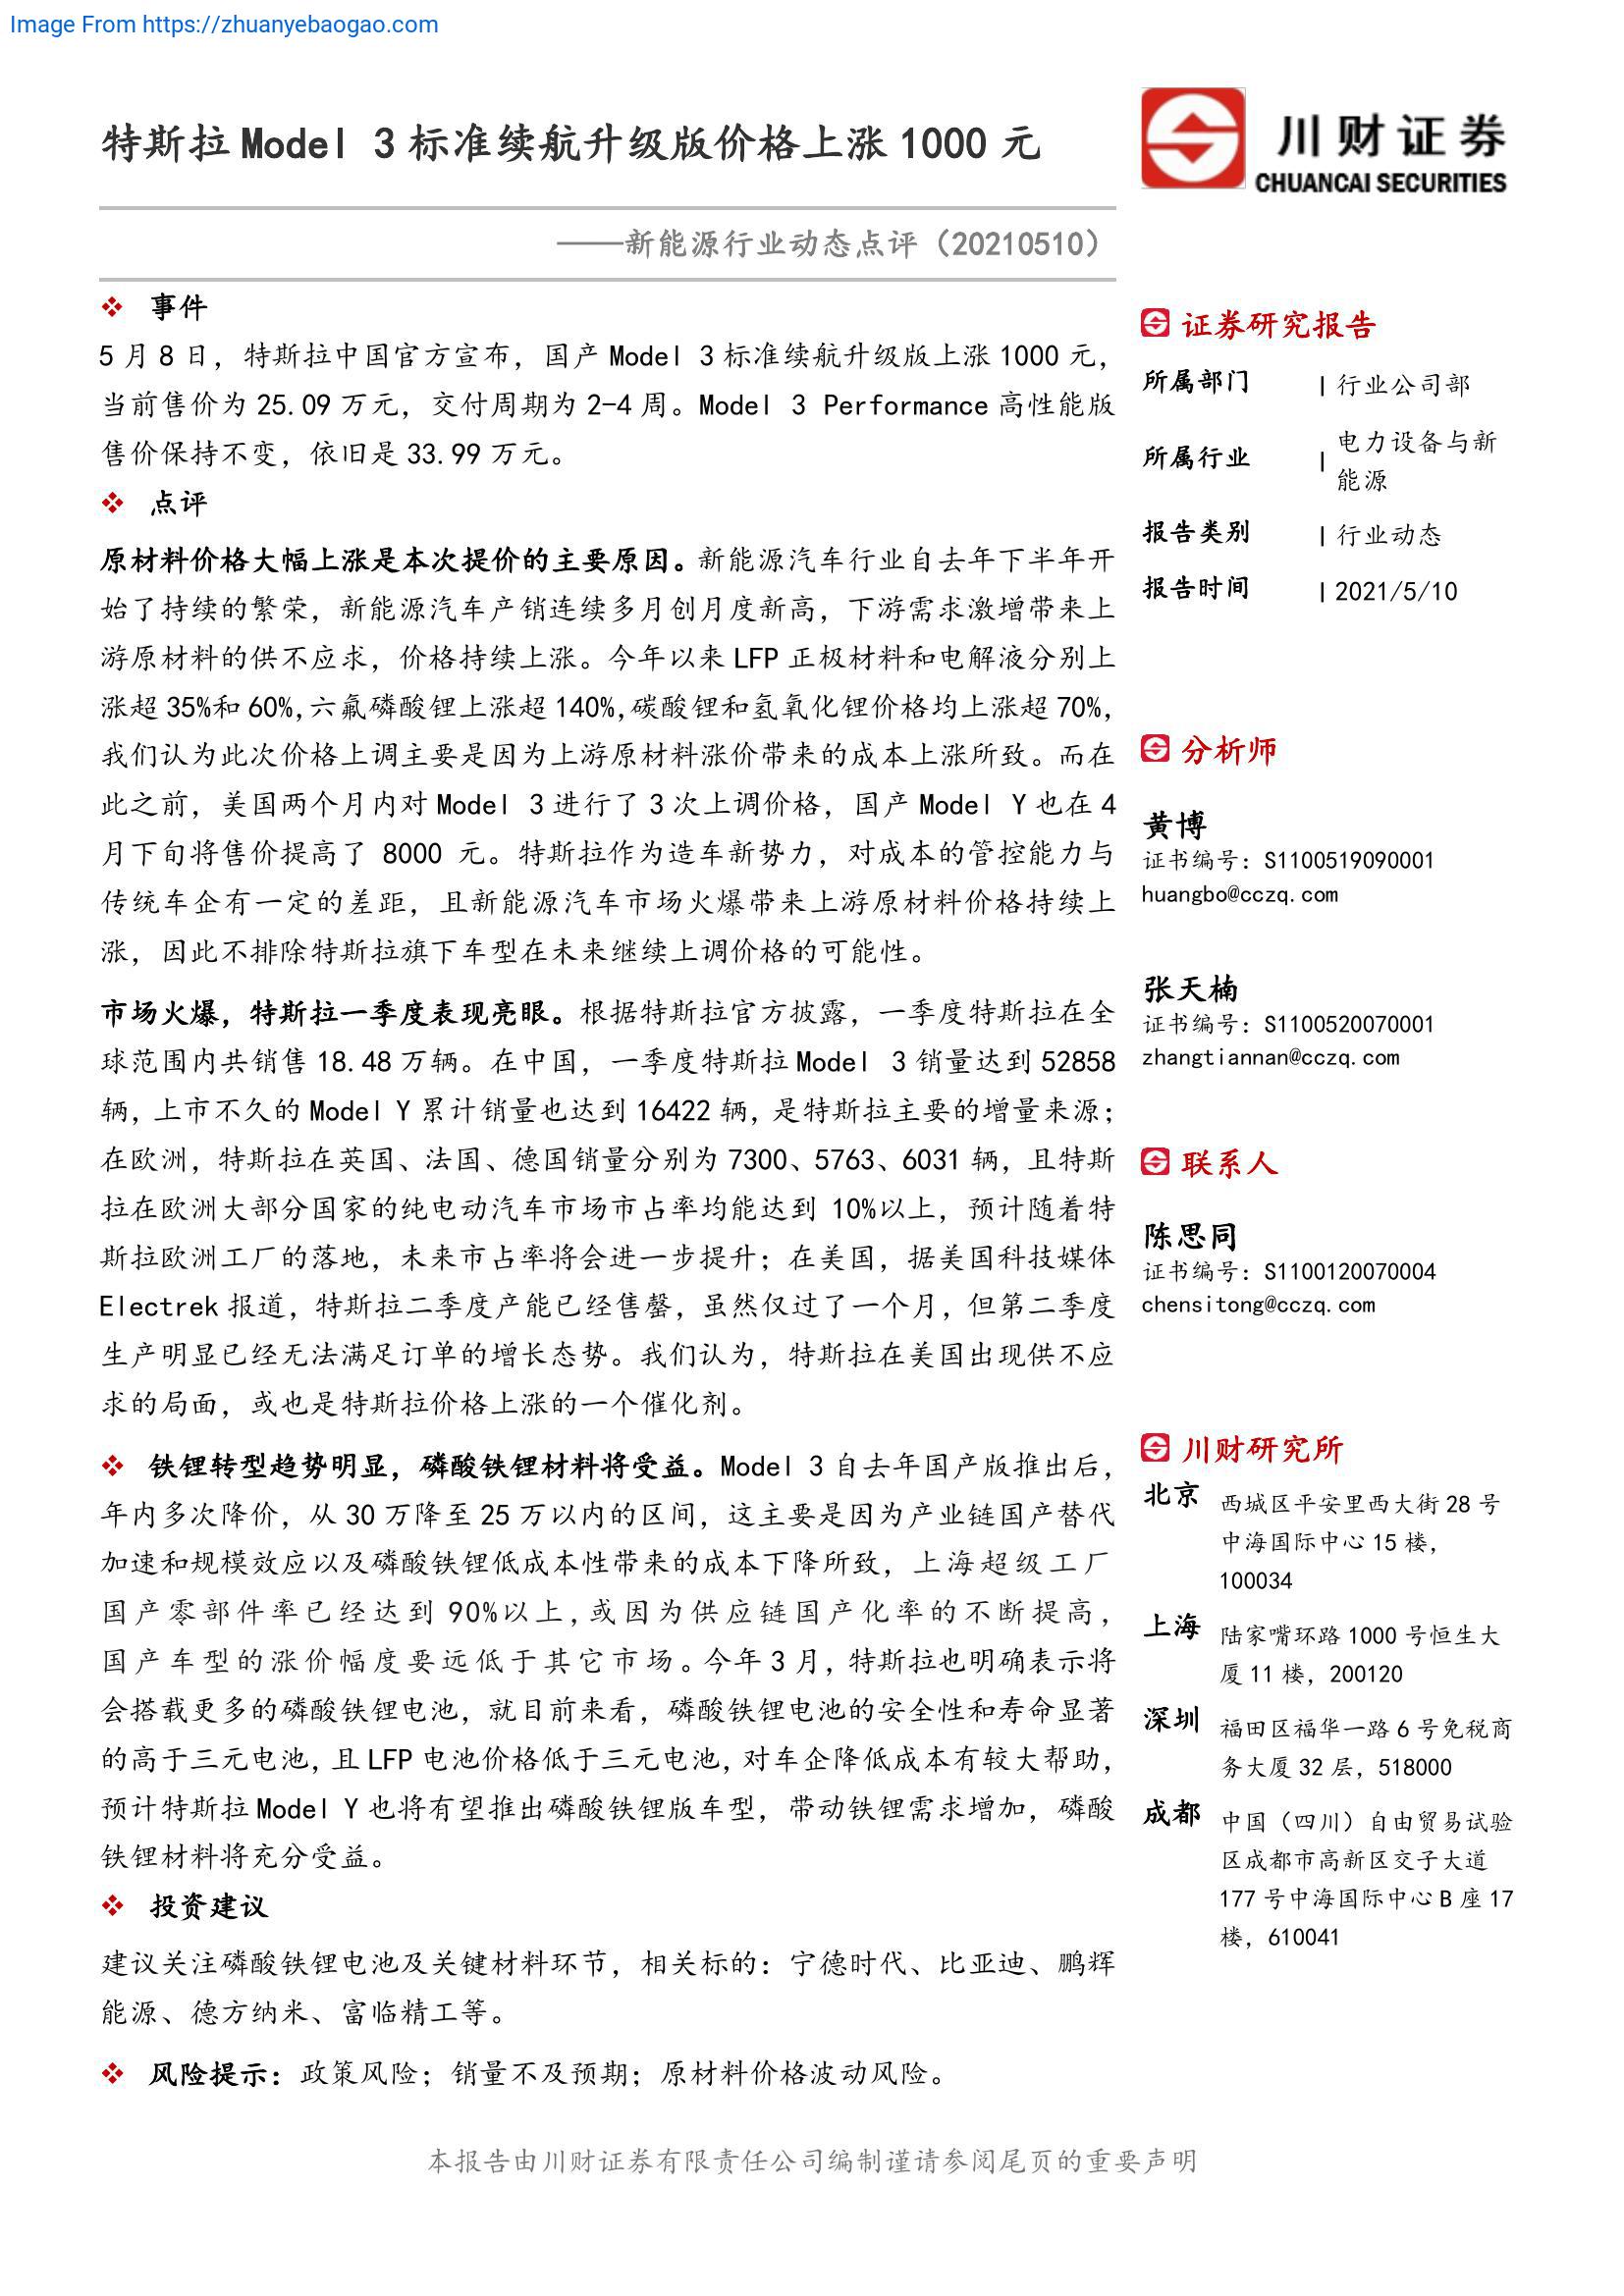 Image From https://zhuanyebaogao.com
特斯拉 Model 3 标准续航升级版价格上涨 1000 元
川财证券
CHUANCAI SECURITIES
——新能源行业动态点评（20210510）
事件
5 月 8 日，特斯拉中国官方宣布，国产 Model 3 标准续航升级版上涨 1000 元，
当前售价为 25.09 万元，交付周期为 2-4 周。Model 3 Performance 高性能版
售价保持不变，依旧是 33.99 万元。
点评
原材料价格大幅上涨是本次提价的主要原因。新能源汽车行业自去年下半年开
始了持续的繁荣，新能源汽车产销连续多月创月度新高，下游需求激增带来上
游原材料的供不应求，价格持续上涨。今年以来 LFP 正极材料和电解液分别上
涨超 35%和 60%,六氟磷酸锂上涨超 140%,碳酸锂和氢氧化锂价格均上涨超 70%,
我们认为此次价格上调主要是因为上游原材料涨价带来的成本上涨所致。而在
此之前，美国两个月内对 Model 3 进行了 3 次上调价格，国产 Model Y 也在 4
月下旬将售价提高了 8000 元。特斯拉作为造车新势力，对成本的管控能力与
传统车企有一定的差距，且新能源汽车市场火爆带来上游原材料价格持续上
涨，因此不排除特斯拉旗下车型在未来继续上调价格的可能性。
市场火爆，特斯拉一季度表现亮眼。根据特斯拉官方披露，一季度特斯拉在全
球范围内共销售 18.48 万辆。在中国，一季度特斯拉 Model 3 销量达到 52858
辆，上市不久的 Model Y 累计销量也达到 16422 辆，是特斯拉主要的增量来源；
在欧洲，特斯拉在英国、法国、德国销量分别为 7300、5763、6031 辆，且特斯
拉在欧洲大部分国家的纯电动汽车市场市占率均能达到 10%以上，预计随着特
斯拉欧洲工厂的落地，未来市占率将会进一步提升；在美国，据美国科技媒体
Electrek 报道，特斯拉二季度产能已经售罄，虽然仅过了一个月，但第二季度
生产明显已经无法满足订单的增长态势。我们认为，特斯拉在美国出现供不应
求的局面，或也是特斯拉价格上涨的一个催化剂。
铁锂转型趋势明显，磷酸铁锂材料将受益。Model 3 自去年国产版推出后，
年内多次降价，从 30 万降至 25 万以内的区间，这主要是因为产业链国产替代
加速和规模效应以及磷酸铁锂低成本性带来的成本下降所致，上海超级工厂
国产零部件率已经达到 90%以上,或因为供应链国产化率的不断提高，
国产车型的涨价幅度要远低于其它市场。今年 3 月，特斯拉也明确表示将
会搭载更多的磷酸铁锂电池，就目前来看，磷酸铁锂电池的安全性和寿命显著
的高于三元电池，且 LFP 电池价格低于三元电池，对车企降低成本有较大帮助，
预计特斯拉 Model Y 也将有望推出磷酸铁锂版车型，带动铁锂需求增加，磷酸
铁锂材料将充分受益。
投资建议
建议关注磷酸铁锂电池及关键材料环节，相关标的：宁德时代、比亚迪、鹏辉
能源、德方纳米、富临精工等。
风险提示：政策风险；销量不及预期；原材料价格波动风险。
证券研究报告
所属部门 | 行业公司部
所属行业 | 电力设备与新
能源
报告类别 | 行业动态
报告时间 | 2021/5/10
分析师
黄博
证书编号：S1100519090001
huangbo@cczq.com
张天楠
证书编号：S1100520070001
zhangtiannan@cczq.com
联系人
陈思同
证书编号：S1100120070004
chensitong@cczq.com
川财研究所
北京 西城区平安里西大街 28 号
中海国际中心 15 楼，
100034
上海 陆家嘴环路 1000 号恒生大
厦 11 楼，200120
深圳 福田区福华一路 6 号免税商
务大厦 32 层，518000
成都 中国（四川）自由贸易试验
区成都市高新区交子大道
177 号中海国际中心 B 座 17
楼，610041
本报告由川财证券有限责任公司编制谨请参阅尾页的重要声明